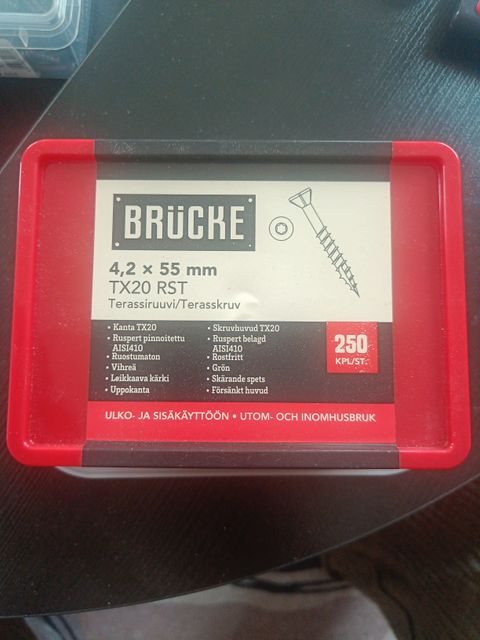 BRÜCKE
4,2 × 55 mm
TX20 RST
Terassiruuvi/Terasskruv
• Kanta TX20
• Ruspert pinnoitettu
AISI410
• Ruostumaton
• Vihreä
• Leikkaava kärki
• Uppokanta
• Skruvhuvud TX20
• Ruspert belagd
AISI410
• Rostfritt
• Grön
• Skärande spets
• Försänkt huvud
250
KPL/ST.
ULKO- JA SISÄKÄYTTÖÖN • UTOM- OCH INOMHUSBRUK